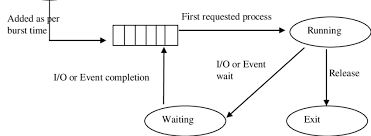 Added as per
burst time
First requested process
Running
I/O or Event completion
I/O or Event
wait
Release
Waiting
Exit